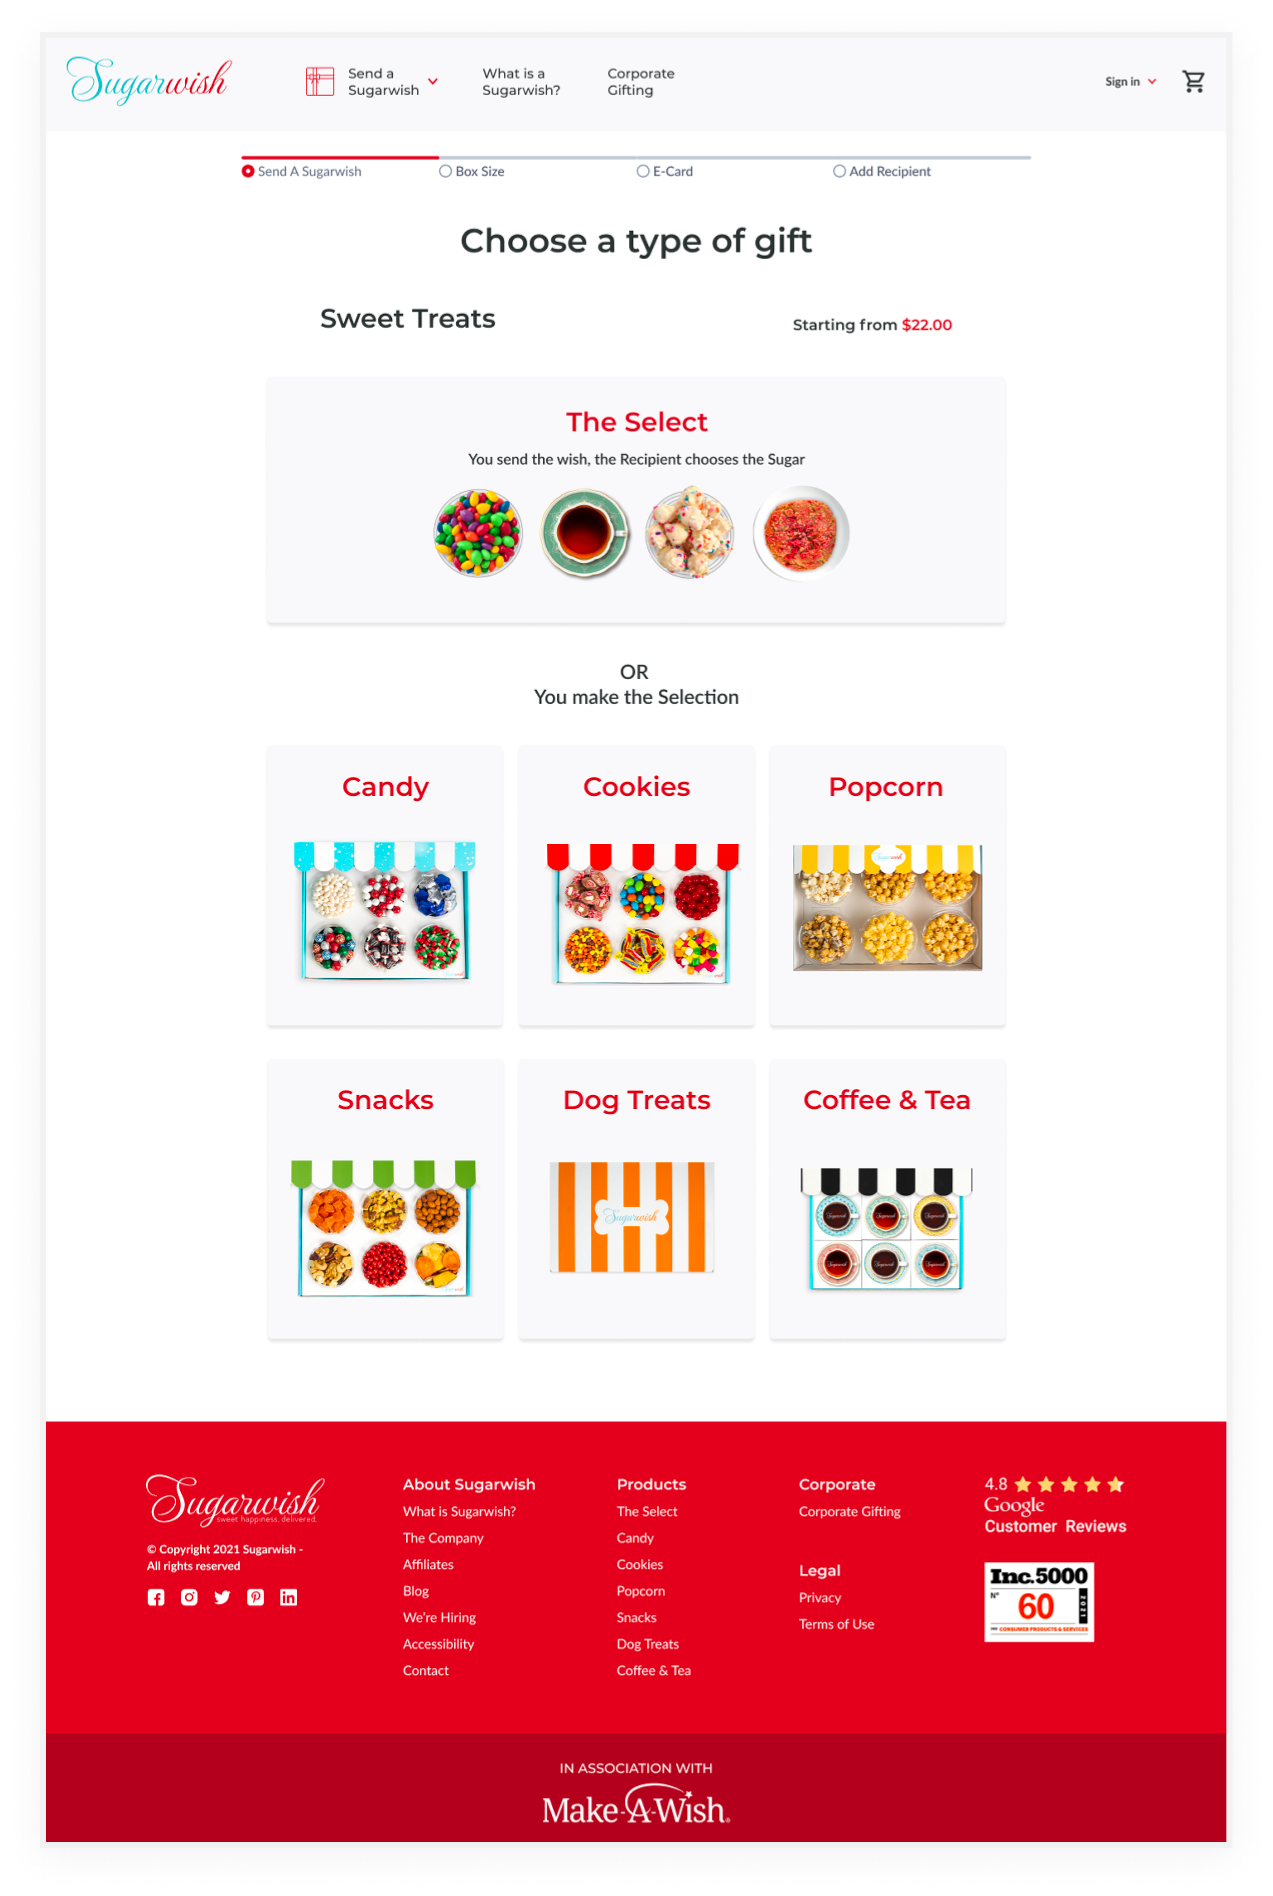 Sugarwish
Send a
Sugarwish
What is a
Sugarwish?
Corporate
Gifting
Sign in
Send A Sugarwish
Box Size
E-Card
Add Recipient
Choose a type of gift
Sweet Treats
Starting from $22.00
The Select
You send the wish, the Recipient chooses the Sugar
OR
You make the Selection
Candy
Cookies
Popcorn
Sugarwish
Snacks
Dog Treats
Coffee & Tea
Sugarwish
Sugarwish
sweet happiness. delivered.
© Copyright 2021 Sugarwish -
All rights reserved
About Sugarwish
What is Sugarwish?
The Company
Affiliates
Blog
We're Hiring
Accessibility
Contact
Products
The Select
Candy
Cookies
Popcorn
Snacks
Dog Treats
Coffee & Tea
Corporate
Corporate Gifting
Legal
Privacy
Terms of Use
4.8
Google
Customer Reviews
Inc.5000
Nº
60
2021
CONSUMER PRODUCTS & SERVICES
IN ASSOCIATION WITH
Make-A-Wish®